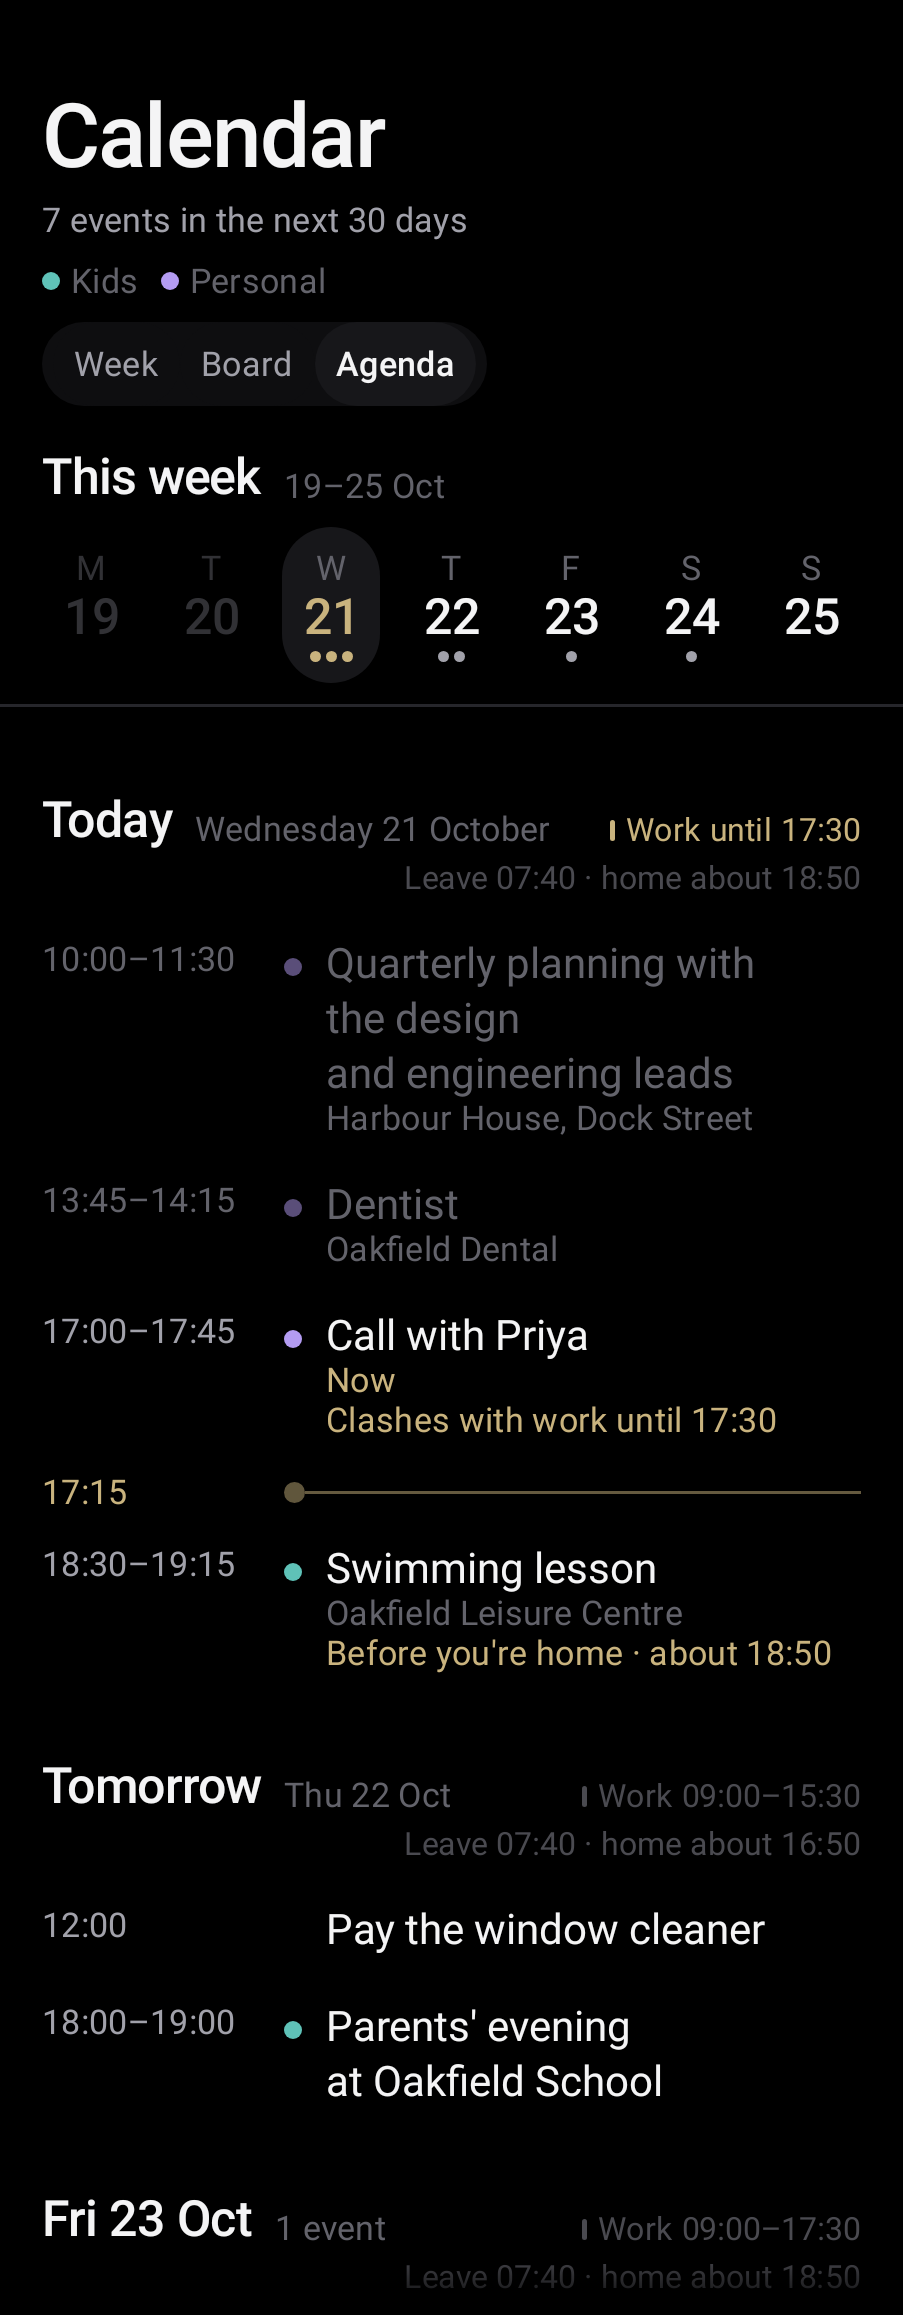 Calendar
7 events in the next 30 days
Kids Personal
Week Board Agenda
This week 19–25 Oct
M T W T F S S
19 20 21 22 23 24 25
Today Wednesday 21 October Work until 17:30
Leave 07:40 · home about 18:50
10:00–11:30 Quarterly planning with
the design
and engineering leads
Harbour House, Dock Street
13:45–14:15 Dentist
Oakfield Dental
17:00–17:45 Call with Priya
Now
Clashes with work until 17:30
17:15
18:30–19:15 Swimming lesson
Oakfield Leisure Centre
Before you're home · about 18:50
Tomorrow Thu 22 Oct Work 09:00–15:30
Leave 07:40 · home about 16:50
12:00 Pay the window cleaner
18:00–19:00 Parents' evening
at Oakfield School
Fri 23 Oct 1 event Work 09:00–17:30
Leave 07:40 · home about 18:50